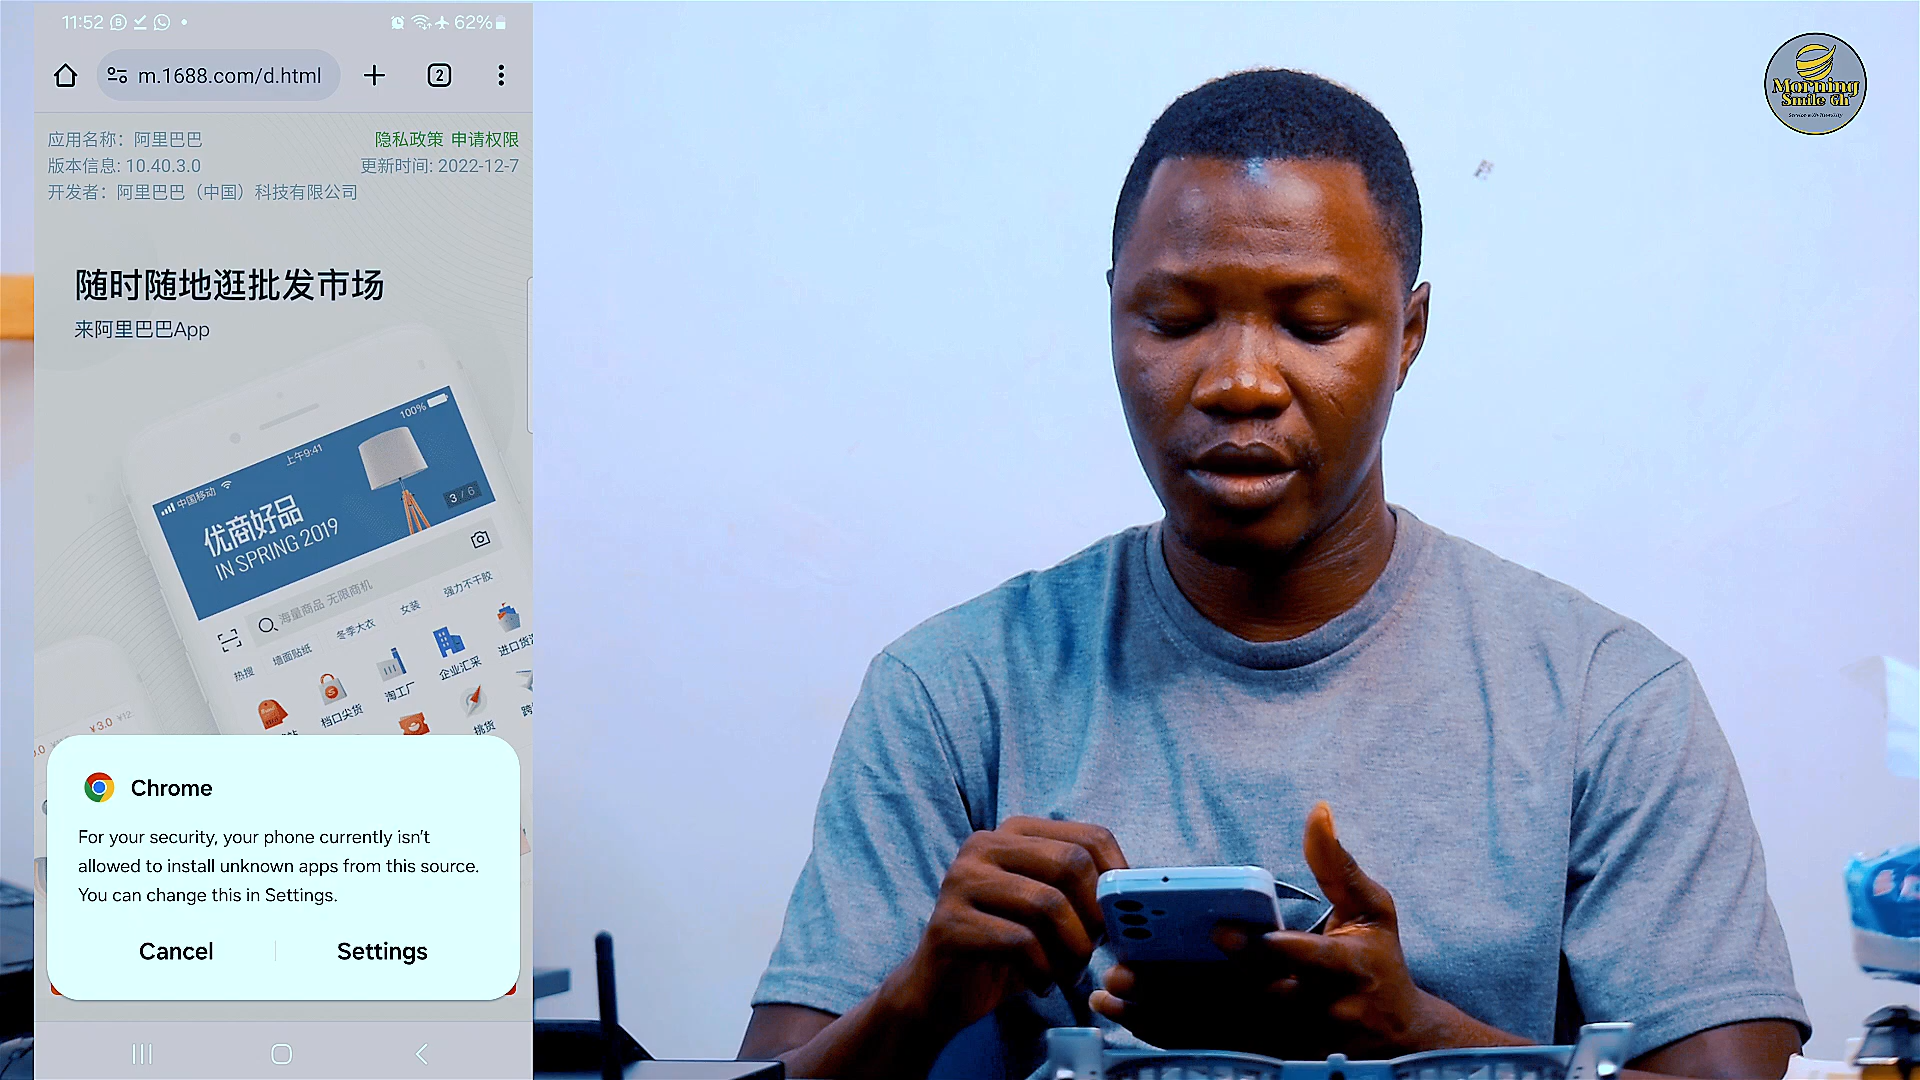 11:52
62%
m.1688.com/d.html
2
应用名称：阿里巴巴
隐私政策 申请权限
版本信息: 10.40.3.0
更新时间: 2022-12-7
开发者：阿里巴巴（中国）科技有限公司
随时随地逛批发市场
来阿里巴巴App
100%
上午9:41
中国移动
3 / 6
优商好品
IN SPRING 2019
海量商品 无限商机
热搜
墙面贴纸
冬季大衣
女装
强力不干胶
档口尖货
淘工厂
企业汇采
进口货
桃货
跨
¥3.0 ¥12
Chrome
For your security, your phone currently isn't
allowed to install unknown apps from this source.
You can change this in Settings.
Cancel
Settings
Morning
Smile Gh